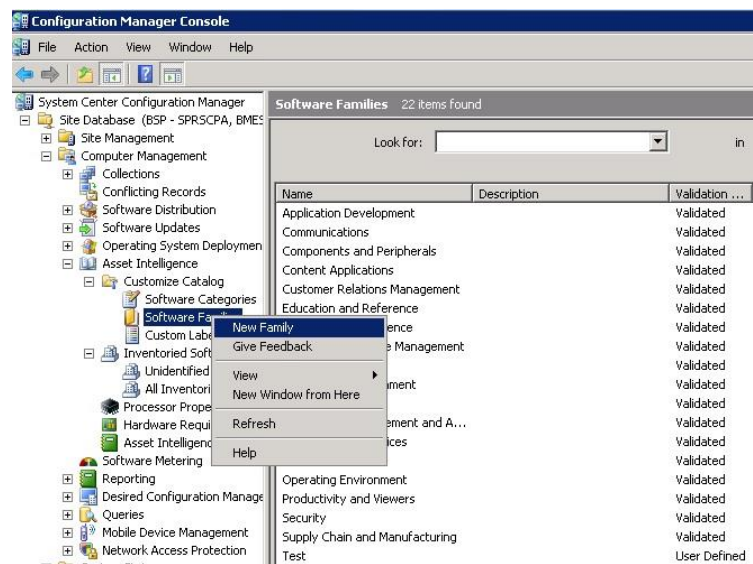 Configuration Manager Console
File Action View Window Help
System Center Configuration Manager
Site Database (BSP - SPRSCPA, BMES
Site Management
Computer Management
Collections
Conflicting Records
Software Distribution
Software Updates
Operating System Deploymen
Asset Intelligence
Customize Catalog
Software Categories
Software Fa
Custom Labe
Inventoried Soft
Unidentified
All Inventori
Processor Prope
Hardware Requi
Asset Intelligenc
Software Metering
Reporting
Desired Configuration Manage
Queries
Mobile Device Management
Network Access Protection
New Family
Give Feedback
View
New Window from Here
Refresh
Help
Software Families 22 items found
Look for: in
Name Description Validation ...
Application Development Validated
Communications Validated
Components and Peripherals Validated
Content Applications Validated
Customer Relations Management Validated
Education and Reference Validated
ence Validated
e Management Validated
Validated
ment Validated
Validated
ement and A... Validated
ices Validated
Validated
Operating Environment Validated
Productivity and Viewers Validated
Security Validated
Supply Chain and Manufacturing Validated
Test User Defined